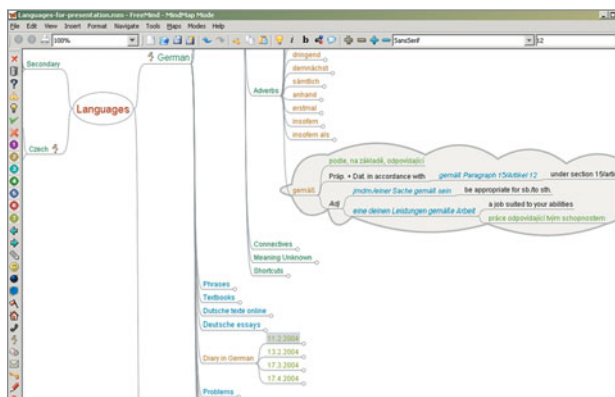 Languages-for-presentation.mm - FreeMind - MindMap Mode
File Edit View Insert Format Navigate Tools Maps Modes Help
100%
SansSerif
12
Secondary
German
Languages
Czech
Adverbs
dringend
demnächst
sämtlich
anhand
erstmal
insofern
insofern als
gemäß
podle, na základě, odpovídající
Präp. + Dat. in accordance with
gemäß Paragraph 15/Artikel 12
under section 15/artic
Adj
jmdm./einer Sache gemäß sein
be appropriate for sb./to sth.
eine deinen Leistungen gemäße Arbeit
a job suited to your abilities
práce odpovídající tvým schopnostem
Connectives
Meaning Unknown
Shortcuts
Phrases
Textbooks
Dutsche texte online
Deutsche essays
Diary in German
11.2.2004
13.2.2004
17.3.2004
17.4.2004
Problems